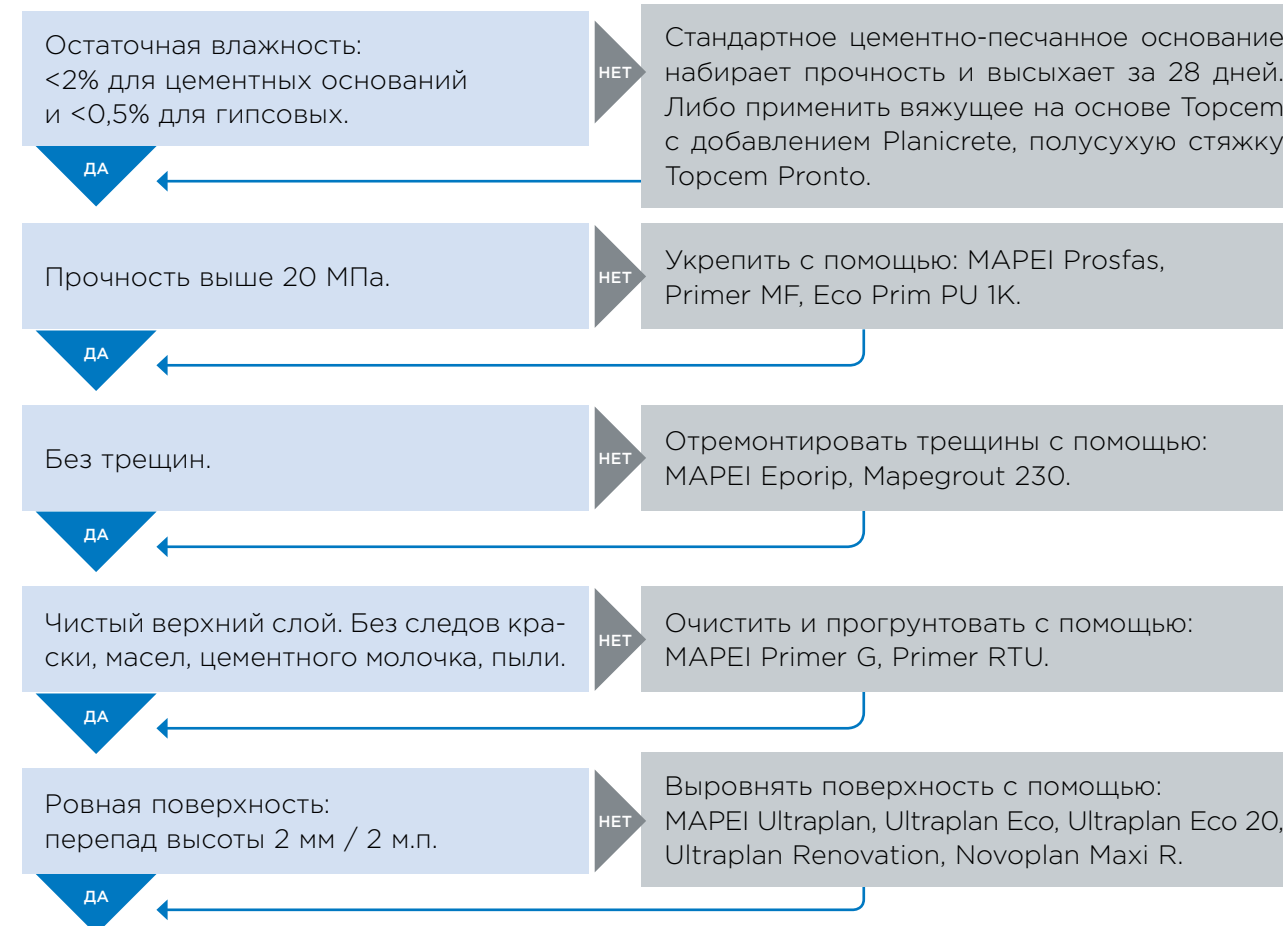 Остаточная влажность:
<2% для цементных оснований
и <0,5% для гипсовых.
НЕТ
Стандартное цементно-песчанное основание
набирает прочность и высыхает за 28 дней.
Либо применить вяжущее на основе Topcem
с добавлением Planicrete, полусухую стяжку
Topcem Pronto.
ДА
Прочность выше 20 МПа.
НЕТ
Укрепить с помощью: MAPEI Prosfas,
Primer MF, Eco Prim PU 1K.
ДА
Без трещин.
НЕТ
Отремонтировать трещины с помощью:
MAPEI Eporip, Mapegrout 230.
ДА
Чистый верхний слой. Без следов кра-
ски, масел, цементного молочка, пыли.
НЕТ
Очистить и прогрунтовать с помощью:
MAPEI Primer G, Primer RTU.
ДА
Ровная поверхность:
перепад высоты 2 мм / 2 м.п.
НЕТ
Выровнять поверхность с помощью:
MAPEI Ultraplan, Ultraplan Eco, Ultraplan Eco 20,
Ultraplan Renovation, Novoplan Maxi R.
ДА